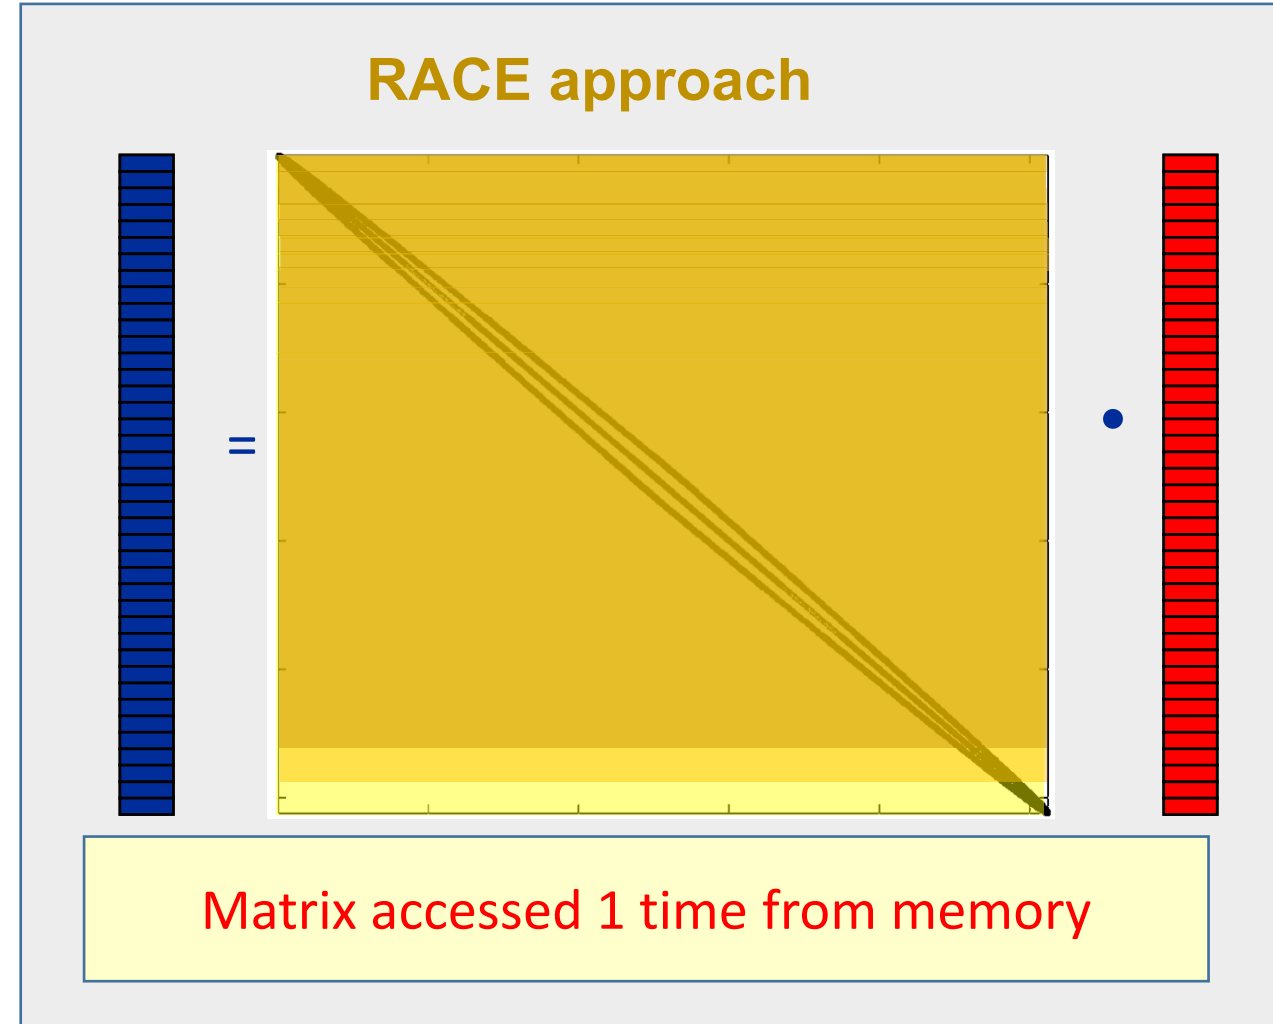 RACE approach
=
•
Matrix accessed 1 time from memory